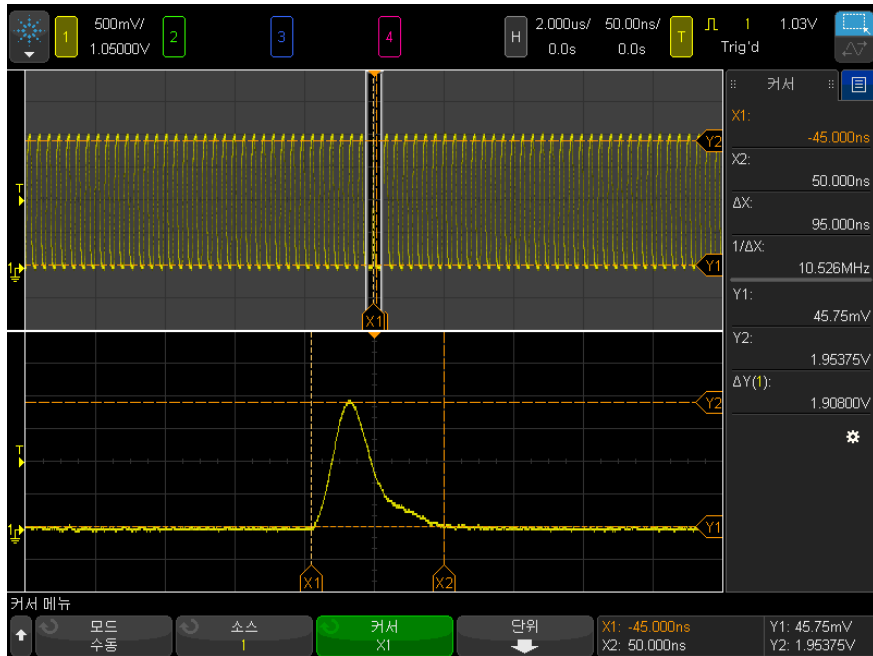 1
500mV/
1.05000V
2
3
4
H
2.000us/
0.0s
50.00ns/
0.0s
T
1
1.03V
Trig'd
커서
X1:
-45.000ns
X2:
50.000ns
ΔX:
95.000ns
1/ΔX:
10.526MHz
Y1:
45.75mV
Y2:
1.95375V
ΔY(1):
1.90800V
T
1
Y2
Y1
X1
T
1
Y2
Y1
X1
X2
커서 메뉴
모드
수동
소스
1
커서
X1
단위
X1: -45.000ns
X2: 50.000ns
Y1: 45.75mV
Y2: 1.95375V